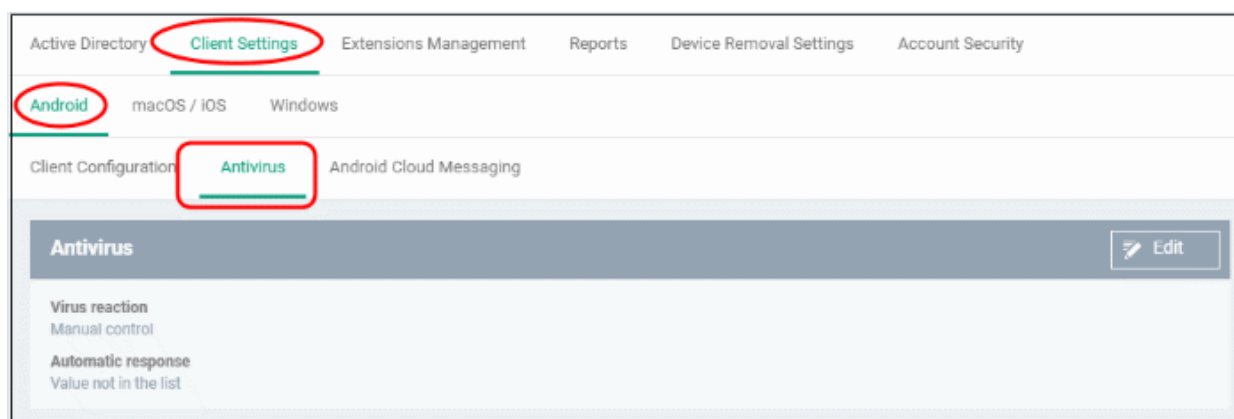 Active Directory Client Settings Extensions Management Reports Device Removal Settings Account Security
Android macOS / iOS Windows
Client Configuration Antivirus Android Cloud Messaging
Antivirus Edit
Virus reaction
Manual control
Automatic response
Value not in the list